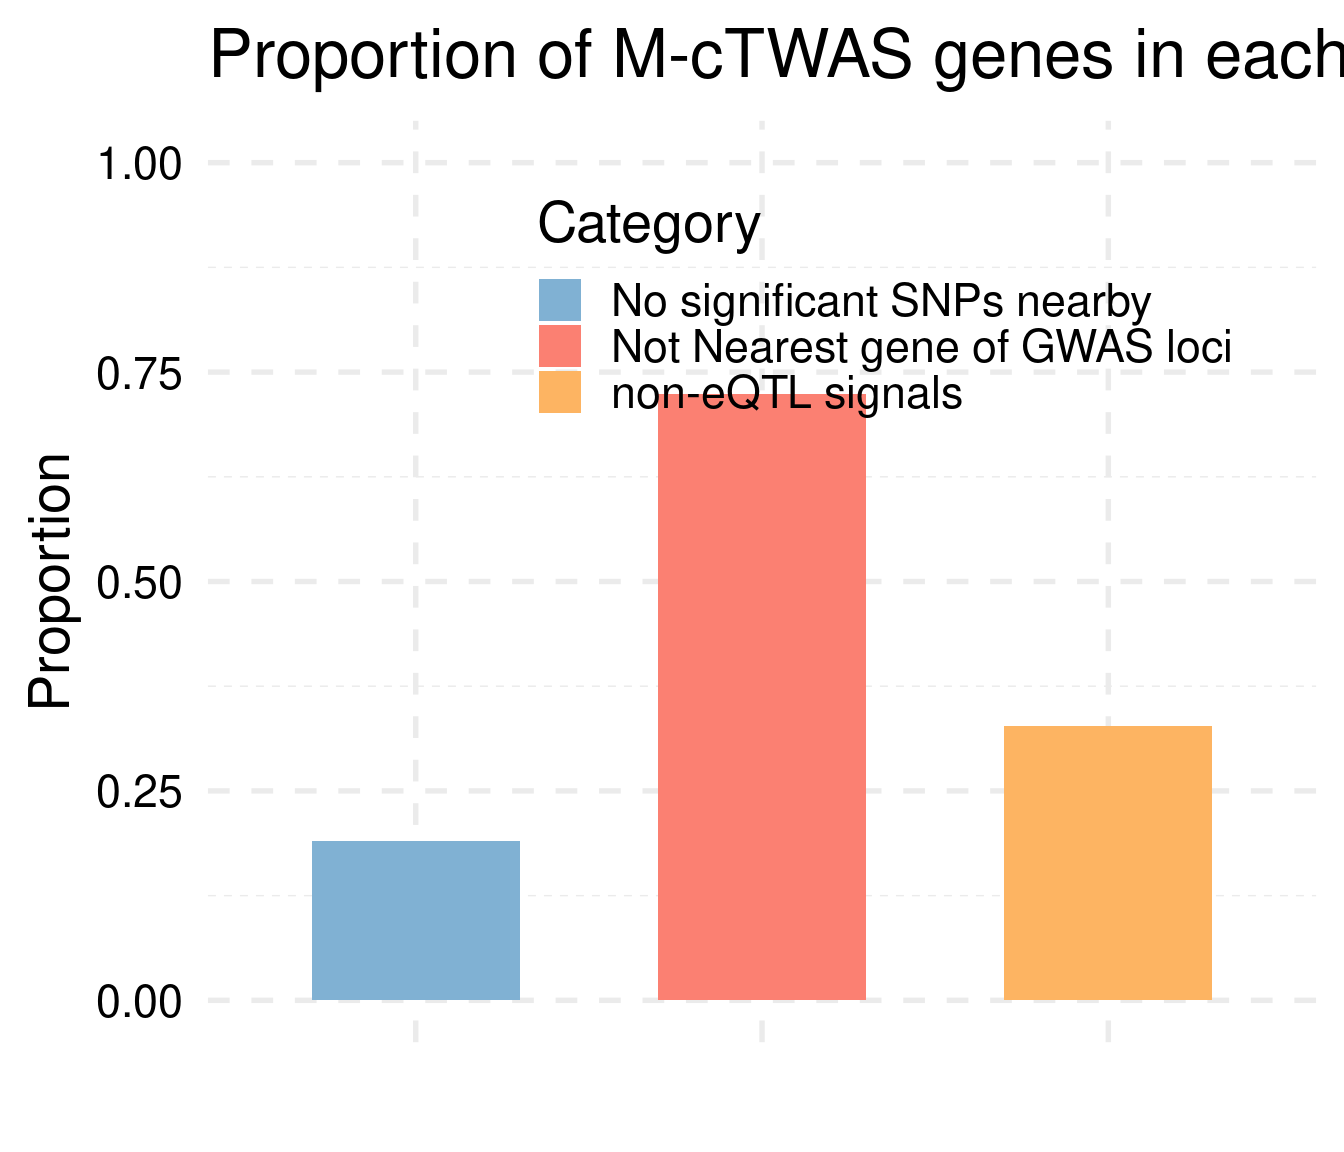 Proportion of M-cTWAS genes in each
1.00
Category
No significant SNPs nearby
Not Nearest gene of GWAS loci
0.75
non-eQTL signals
0.50
Proportion
0.25
0.00